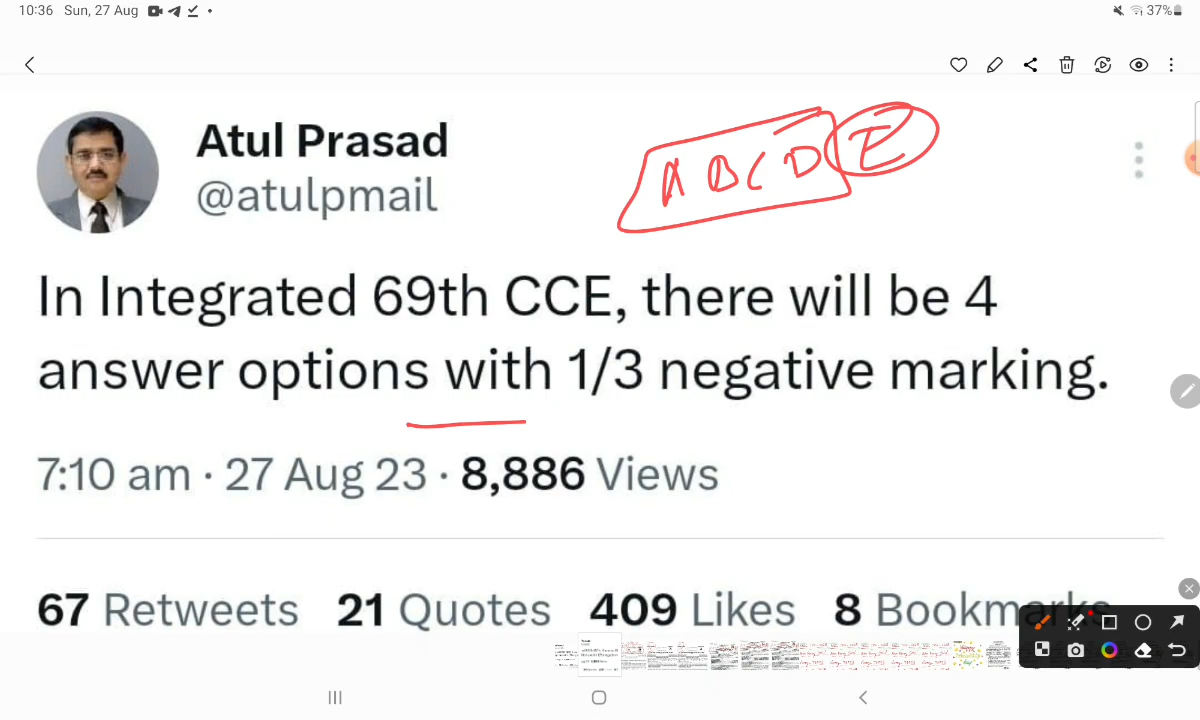 10:36 Sun, 27 Aug
37%
Atul Prasad
@atulpmail
A B C D E
In Integrated 69th CCE, there will be 4
answer options with 1/3 negative marking.
7:10 am · 27 Aug 23 · 8,886 Views
67 Retweets 21 Quotes 409 Likes 8 Bookmarks